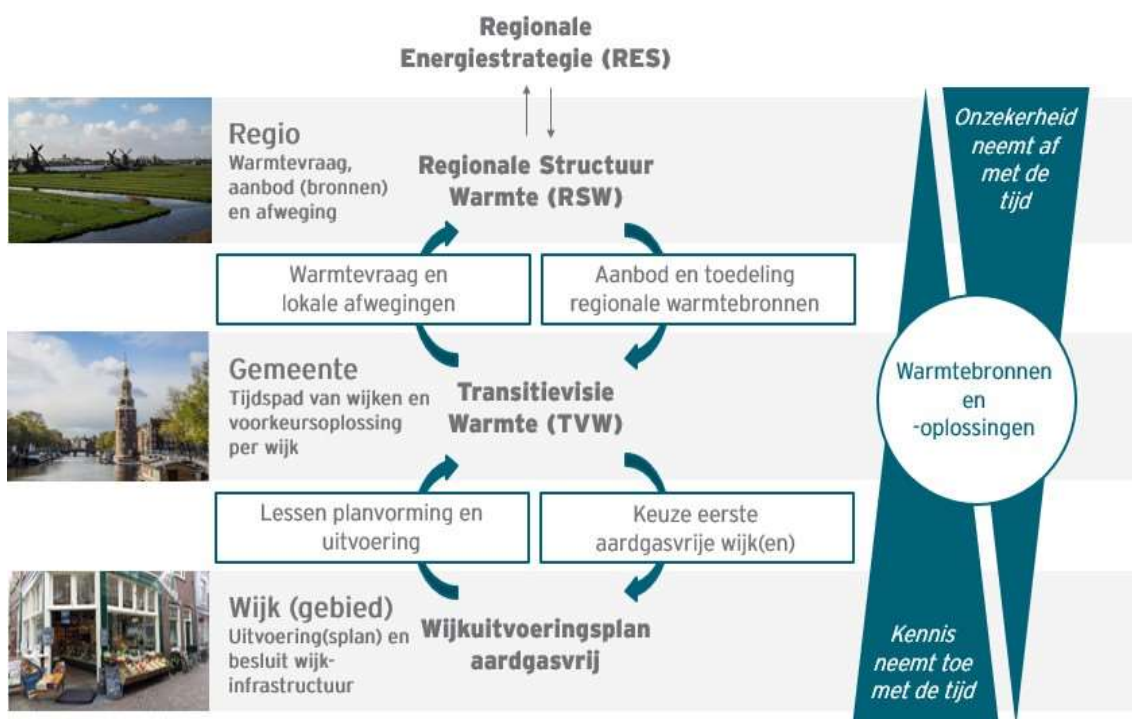 Regionale
Energiestrategie (RES)
Regio
Warmtevraag,
aanbod (bronnen)
en afweging
Regionale Structuur
Warmte (RSW)
Warmtevraag en
lokale afwegingen
Aanbod en toedeling
regionale warmtebronnen
Gemeente
Tijdspad van wijken en
voorkeursoplossing
per wijk
Transitievisie
Warmte (TVW)
Lessen planvorming en
uitvoering
Keuze eerste
aardgasvrije wijk(en)
Wijk (gebied)
Uitvoering(splan) en
besluit wijk-
infrastructuur
Wijkuitvoeringsplan
aardgasvrij
Onzekerheid
neemt af
met de
tijd
Warmtebronnen
en
-oplossingen
Kennis
neemt toe
met de tijd